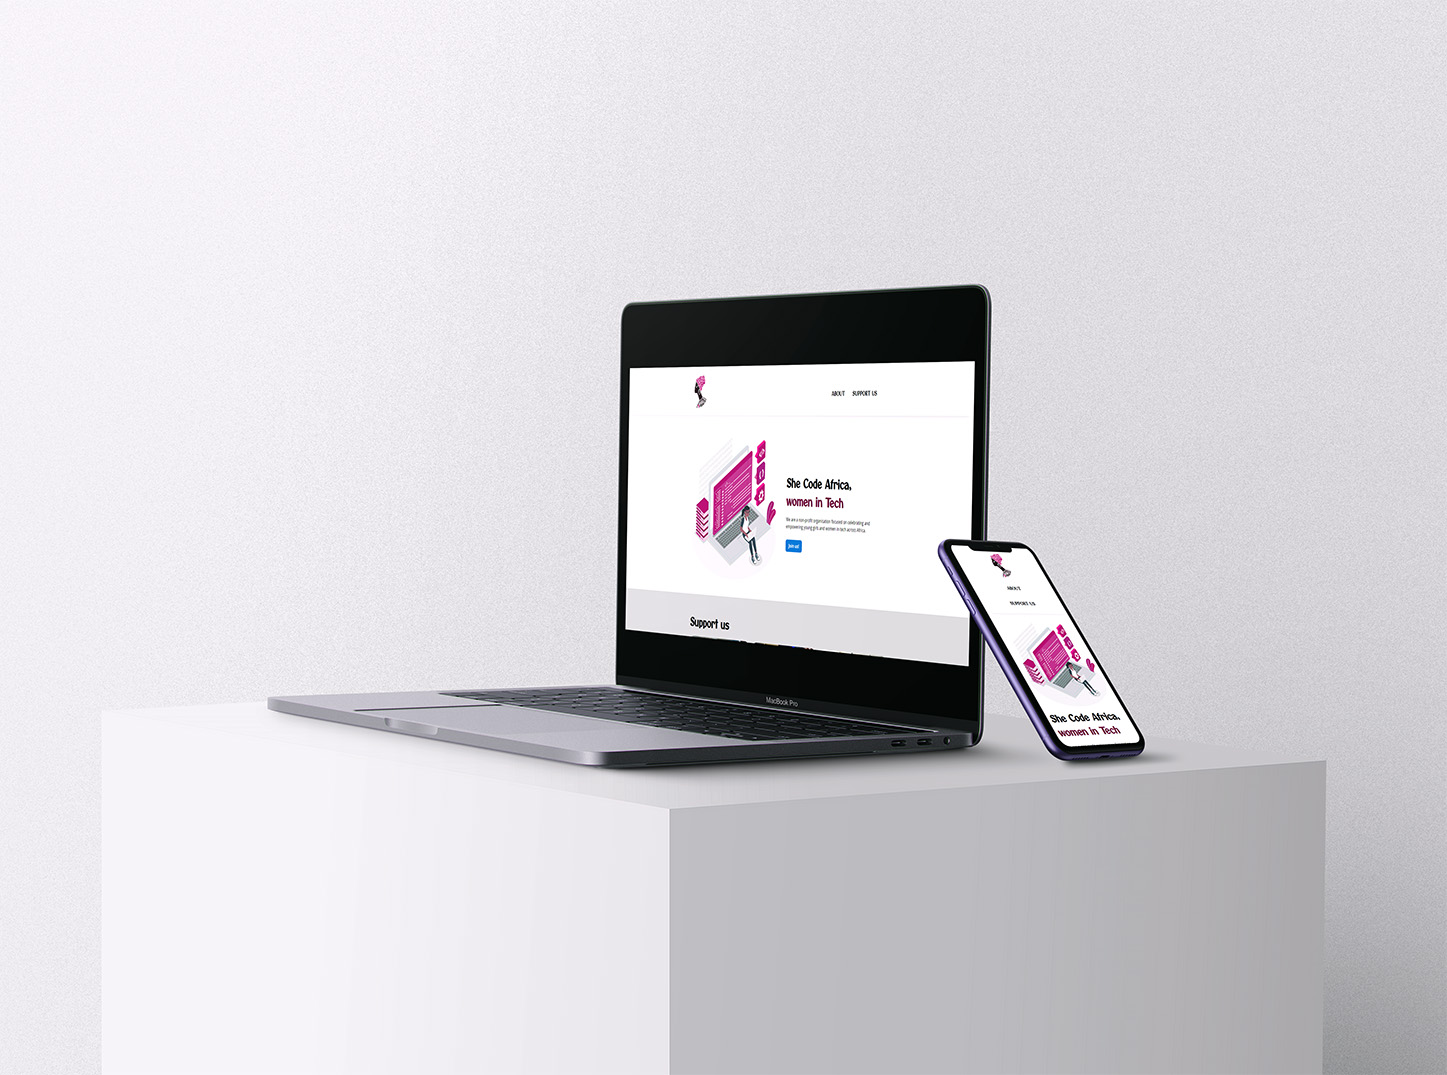 ABOUT SUPPORT US
She Code Africa,
women in Tech
We are a non-profit organisation focused on celebrating and
empowering young girls and women in tech across Africa
Join us!
Support us
MacBook Pro
ABOUT
SUPPORT US
She Code Africa,
women in Tech